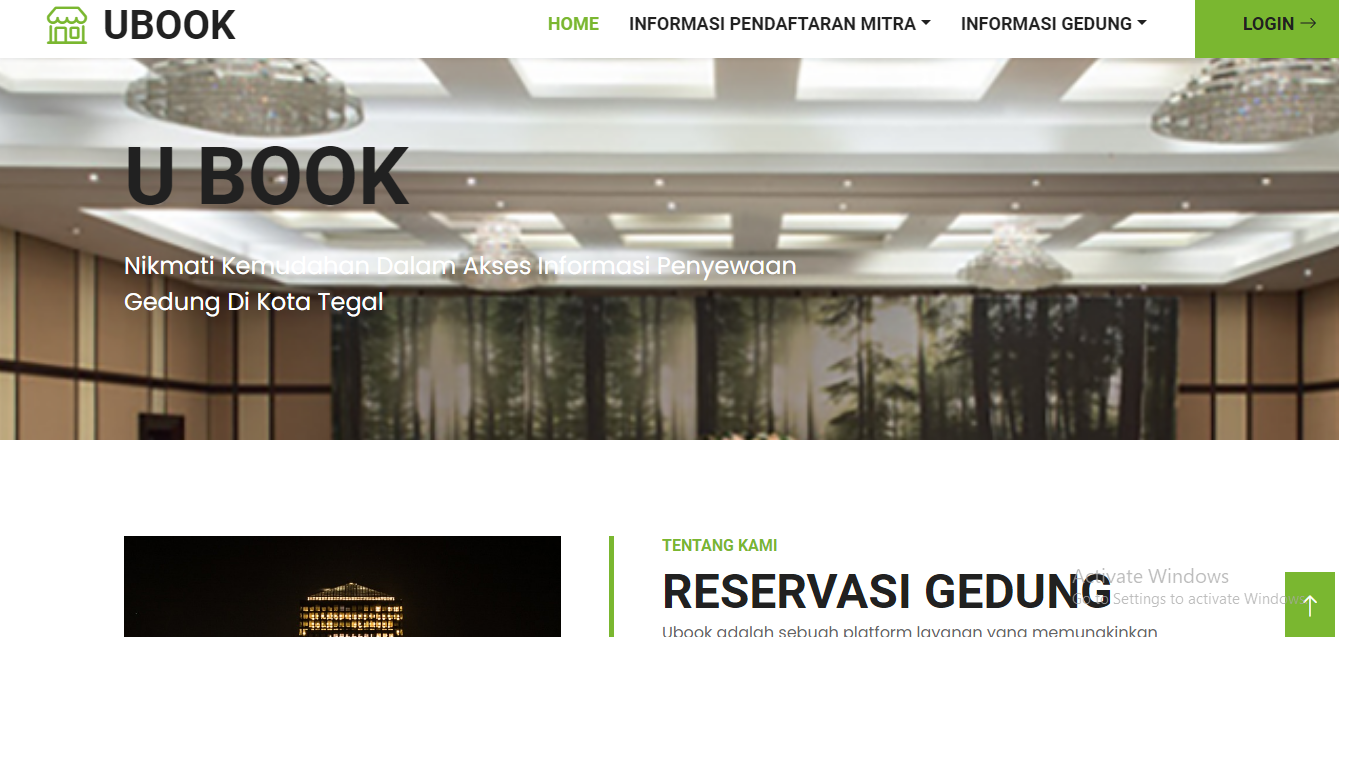 UBOOK
HOME
INFORMASI PENDAFTARAN MITRA
INFORMASI GEDUNG
LOGIN
U BOOK
Nikmati Kemudahan Dalam Akses Informasi Penyewaan
Gedung Di Kota Tegal
TENTANG KAMI
RESERVASI GEDUNG
Ubook adalah sebuah platform layanan yang memungkinkan
Activate Windows
Go to Settings to activate Windows.